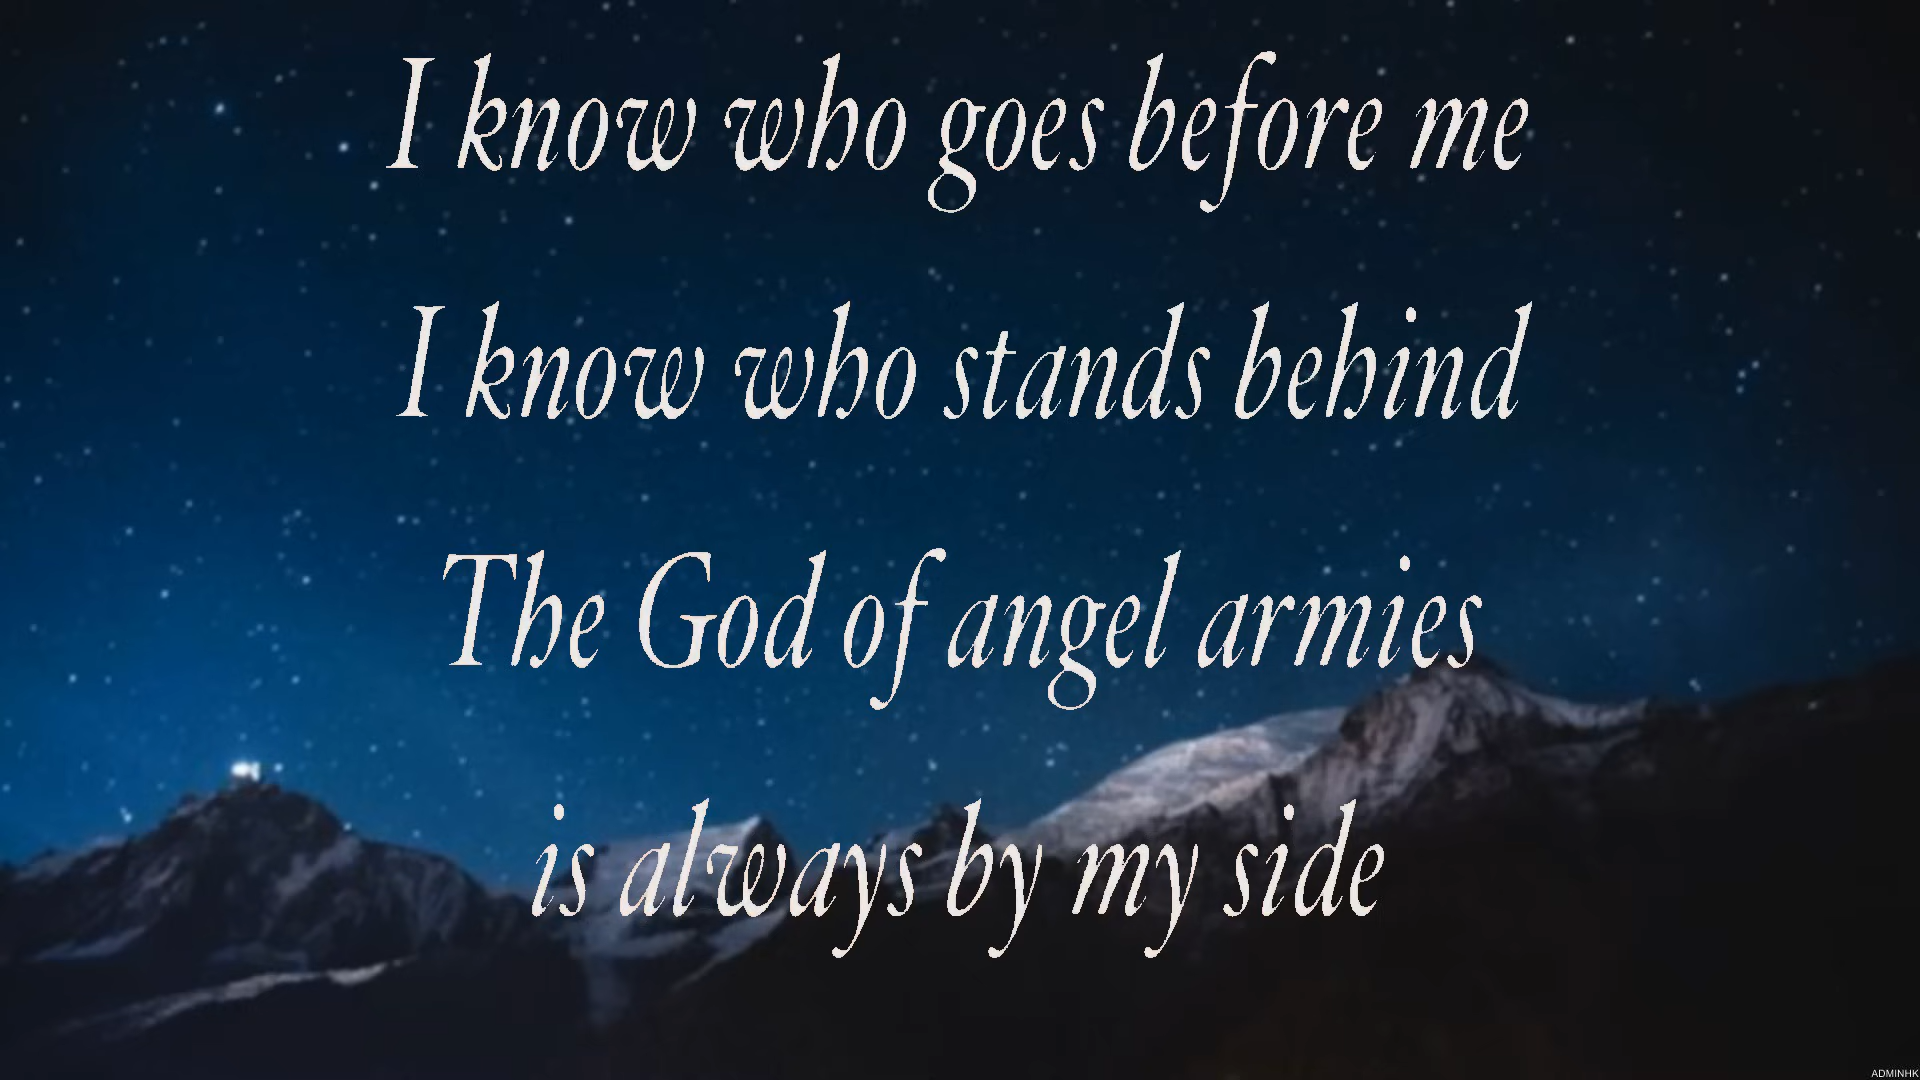 I know who goes before me
I know who stands behind
The God of angel armies
is always by my side
ADMINHK